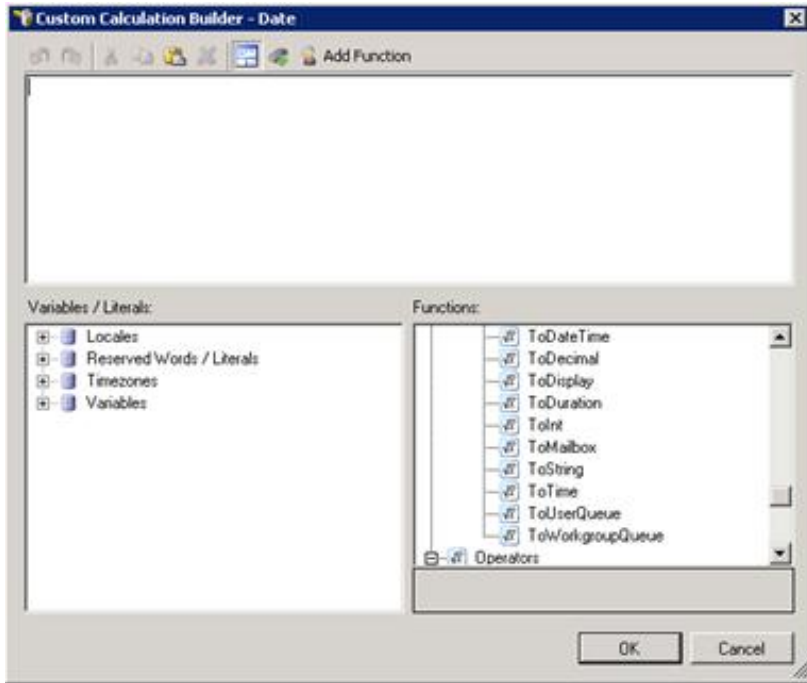 Custom Calculation Builder - Date
Add Function
Variables / Literals:
Functions:
Locales
Reserved Words / Literals
Timezones
Variables
ToDateTime
ToDecimal
ToDisplay
ToDuration
ToInt
ToMailbox
ToString
ToTime
ToUserQueue
ToWorkgroupQueue
Operators
OK
Cancel